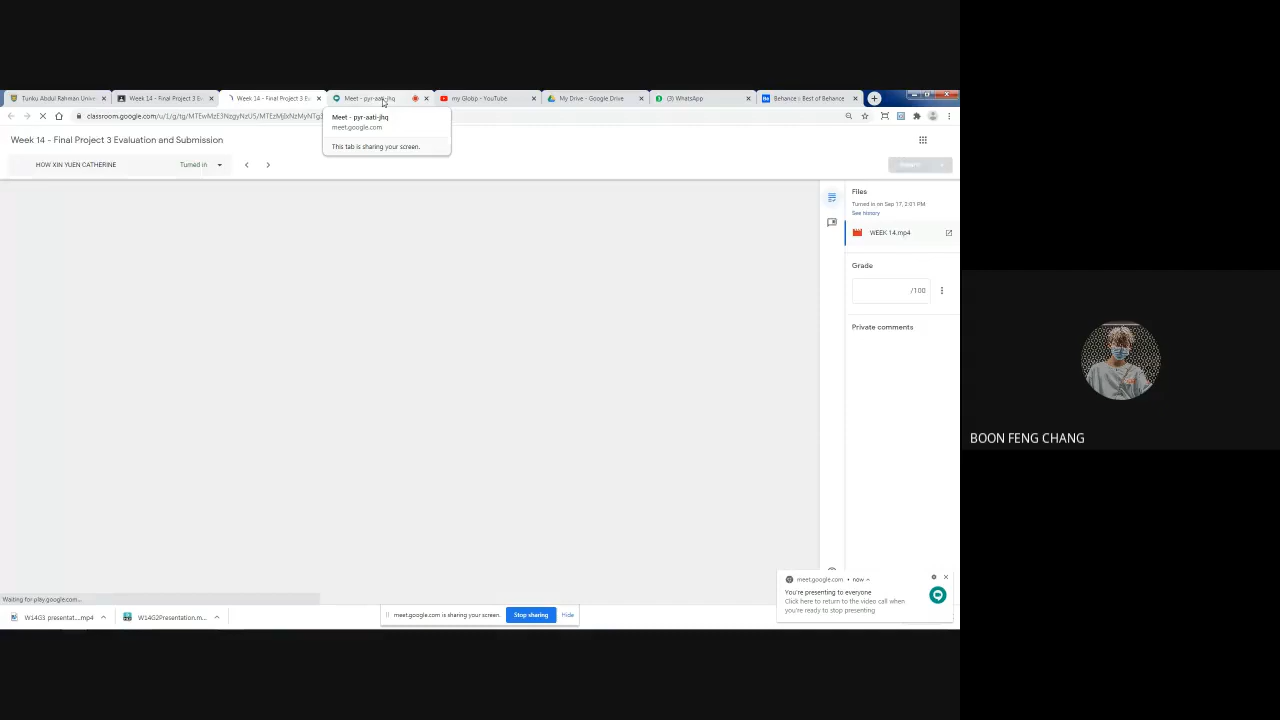 Tunku Abdul Rahman Univer
Week 14 - Final Project 3 E
Week 14 - Final Project 3 E
Meet - pyr-aati-jhq
my Globp - YouTube
My Drive - Google Drive
(3) WhatsApp
Behance :: Best of Behance
Meet - pyr-aati-jhq
meet.google.com
This tab is sharing your screen.
Week 14 - Final Project 3 Evaluation and Submission
HOW XIN YUEN CATHERINE
Turned in
Files
Turned in on Sep 17, 2:01 PM
See history
WEEK 14.mp4
Grade
/100
Private comments
BOON FENG CHANG
meet.google.com • now
You're presenting to everyone
Click here to return to the video call when
you're ready to stop presenting
Waiting for play.google.com...
W14G3 presentat....mp4
W14G2Presentation.m...
meet.google.com is sharing your screen.
Stop sharing
Hide